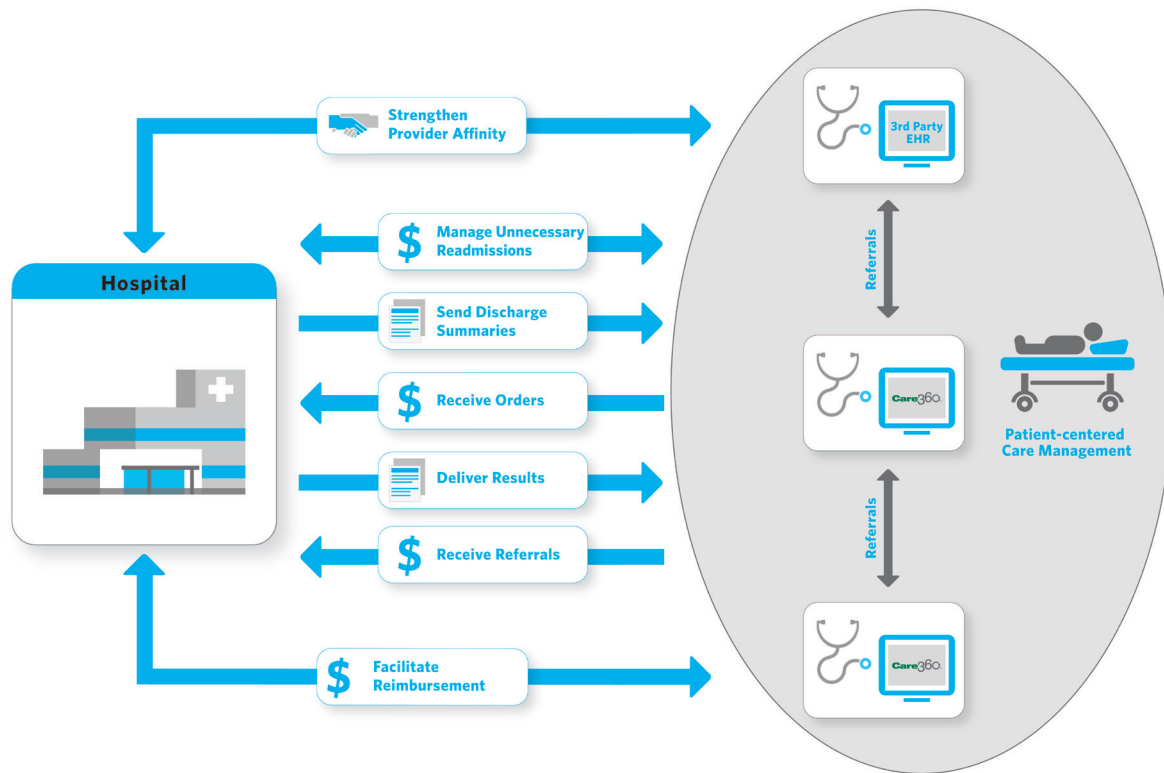 Strengthen
Provider Affinity
3rd Party
EHR
$
Manage Unnecessary
Readmissions
Referrals
Hospital
Send Discharge
Summaries
$
Receive Orders
Care360
Patient-centered
Care Management
Deliver Results
$
Receive Referrals
Referrals
$
Facilitate
Reimbursement
Care360